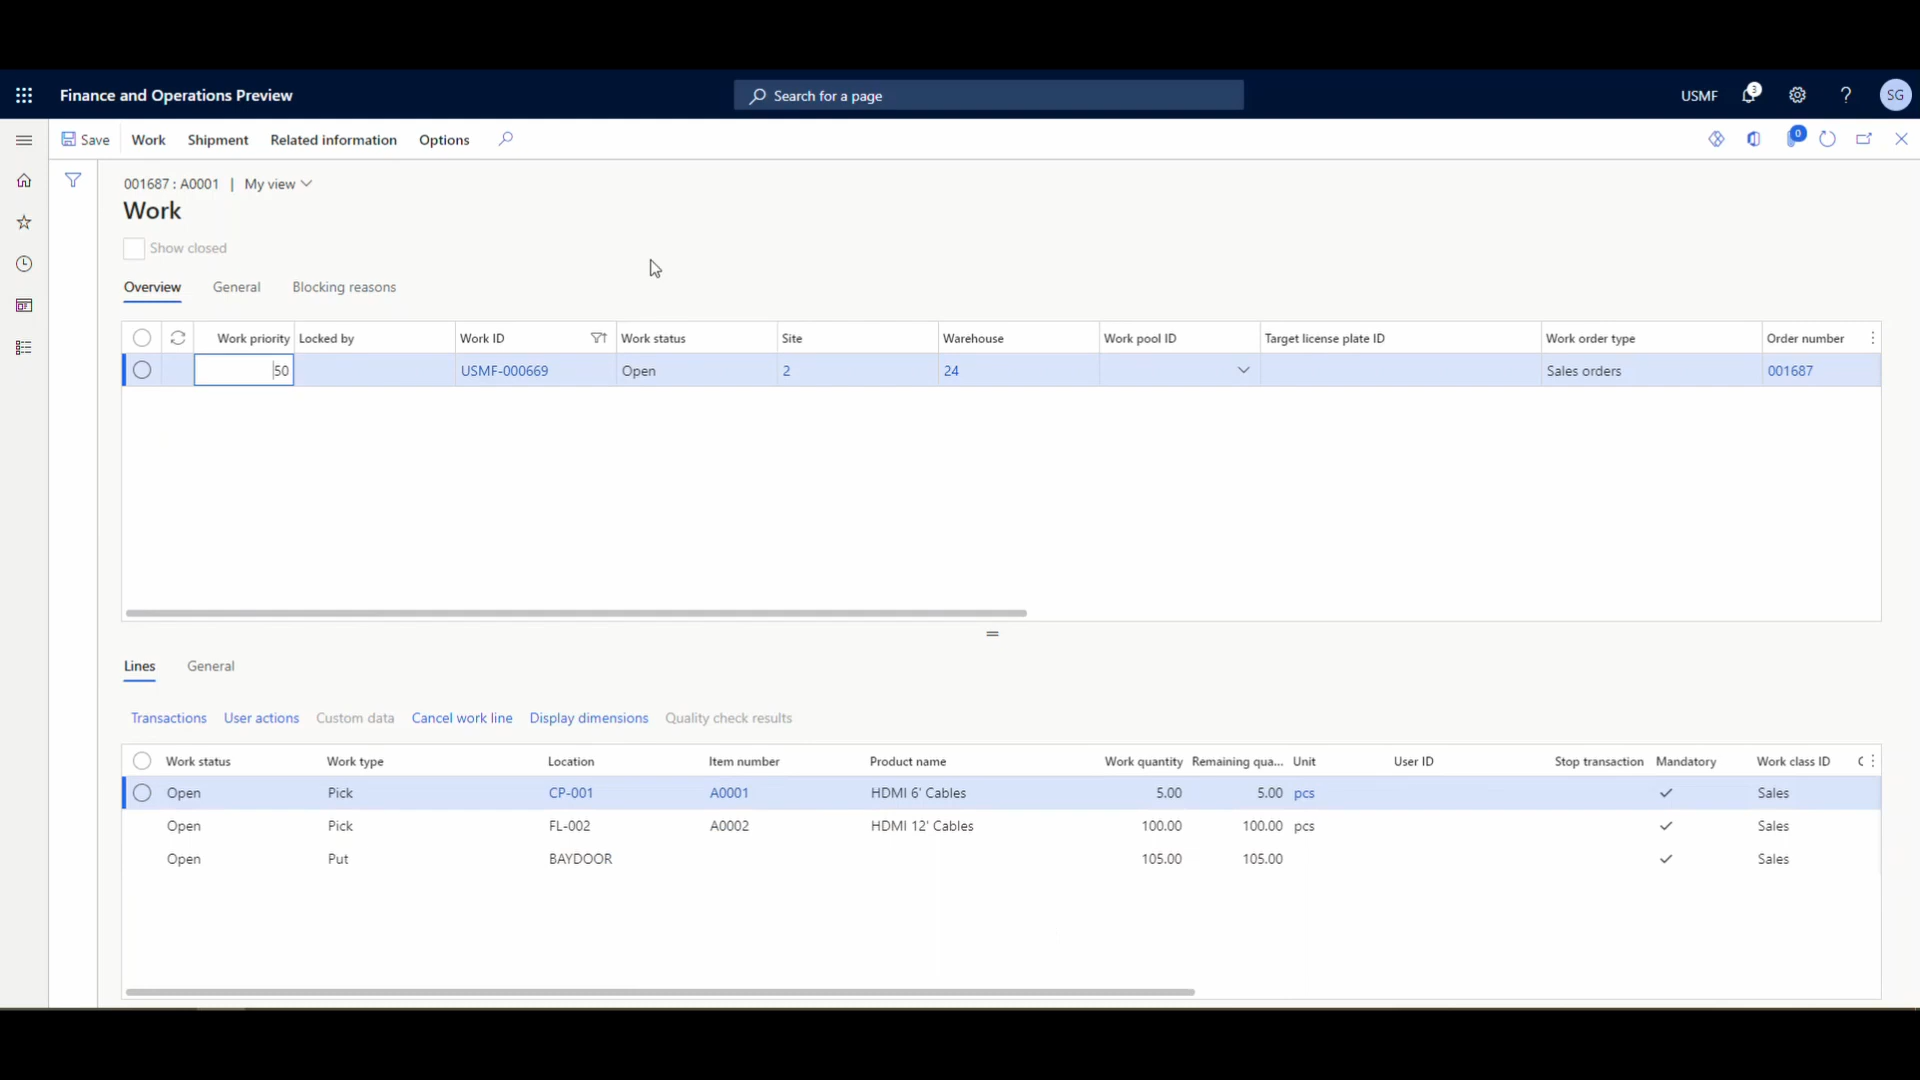 Finance and Operations Preview
Search for a page
USMF
3
?
SG
Save Work Shipment Related information Options
0
001687 : A0001 | My view
Work
Show closed
Overview General Blocking reasons
Work priority Locked by Work ID Work status Site Warehouse Work pool ID Target license plate ID Work order type Order number
50 USMF-000669 Open 2 24 Sales orders 001687
Lines General
Transactions User actions Custom data Cancel work line Display dimensions Quality check results
Work status Work type Location Item number Product name Work quantity Remaining qua... Unit User ID Stop transaction Mandatory Work class ID
Open Pick CP-001 A0001 HDMI 6' Cables 5.00 5.00 pcs Sales
Open Pick FL-002 A0002 HDMI 12' Cables 100.00 100.00 pcs Sales
Open Put BAYDOOR 105.00 105.00 Sales